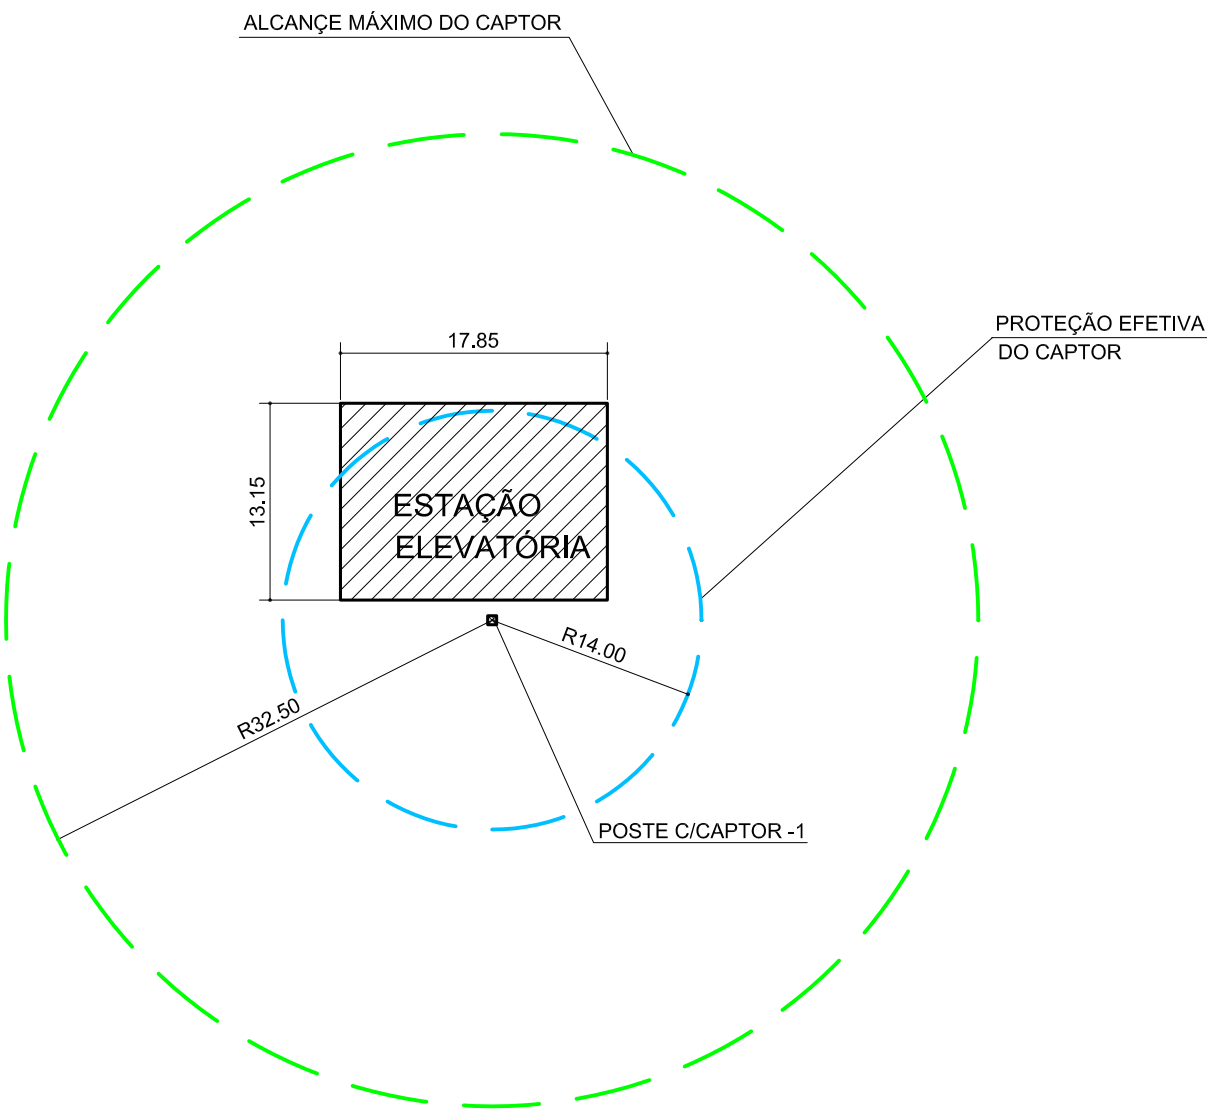 ALCANÇE MÁXIMO DO CAPTOR
PROTEÇÃO EFETIVA
DO CAPTOR
17.85
13.15
ESTAÇÃO
ELEVATÓRIA
R14.00
R32.50
POSTE C/CAPTOR -1